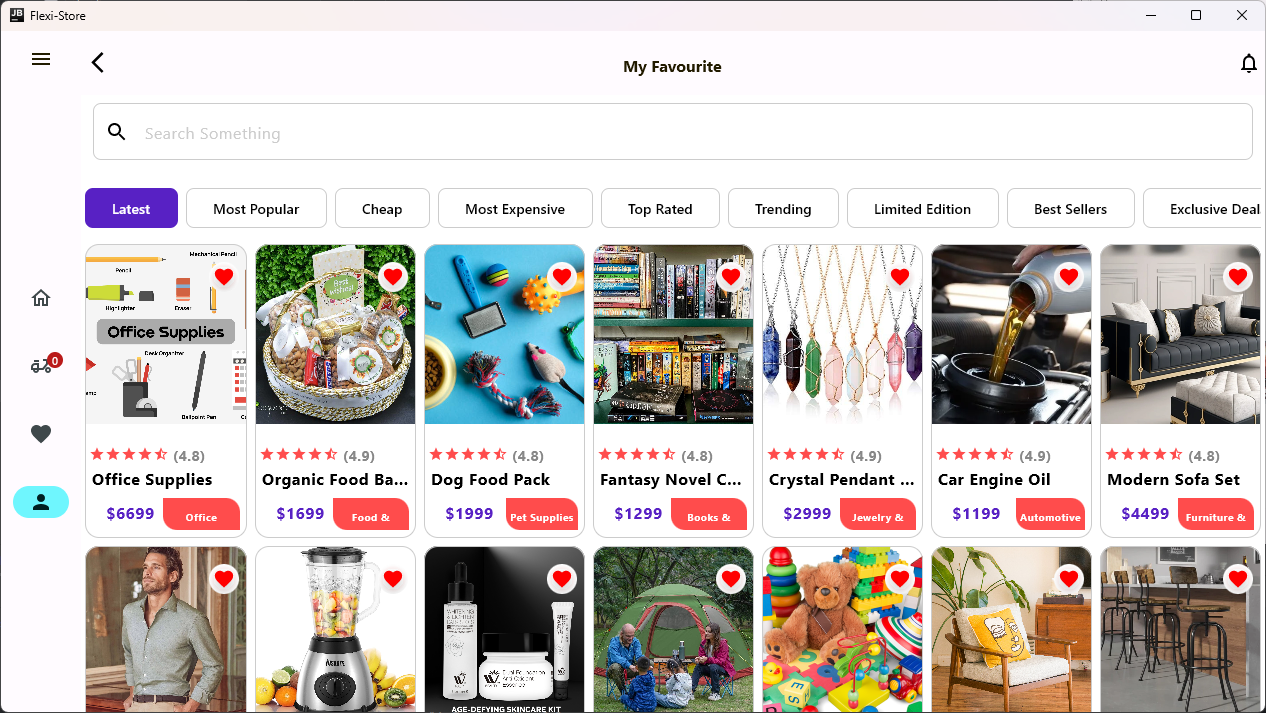 JB
Flexi-Store
My Favourite
0
Search Something
Latest
Most Popular
Cheap
Most Expensive
Top Rated
Trending
Limited Edition
Best Sellers
Exclusive Deal
Mechanical Pencil
Pencil
Highlighter
Eraser
Office Supplies
Desk Organizer
Ballpoint Pen
(4.8)
Office Supplies
$6699
Office
(4.9)
Organic Food Ba...
$1699
Food &
(4.8)
Dog Food Pack
$1999
Pet Supplies
(4.8)
Fantasy Novel C...
$1299
Books &
(4.9)
Crystal Pendant ...
$2999
Jewelry &
(4.9)
Car Engine Oil
$1199
Automotive
(4.8)
Modern Sofa Set
$4499
Furniture &
AGE-DEFYING SKINCARE KIT